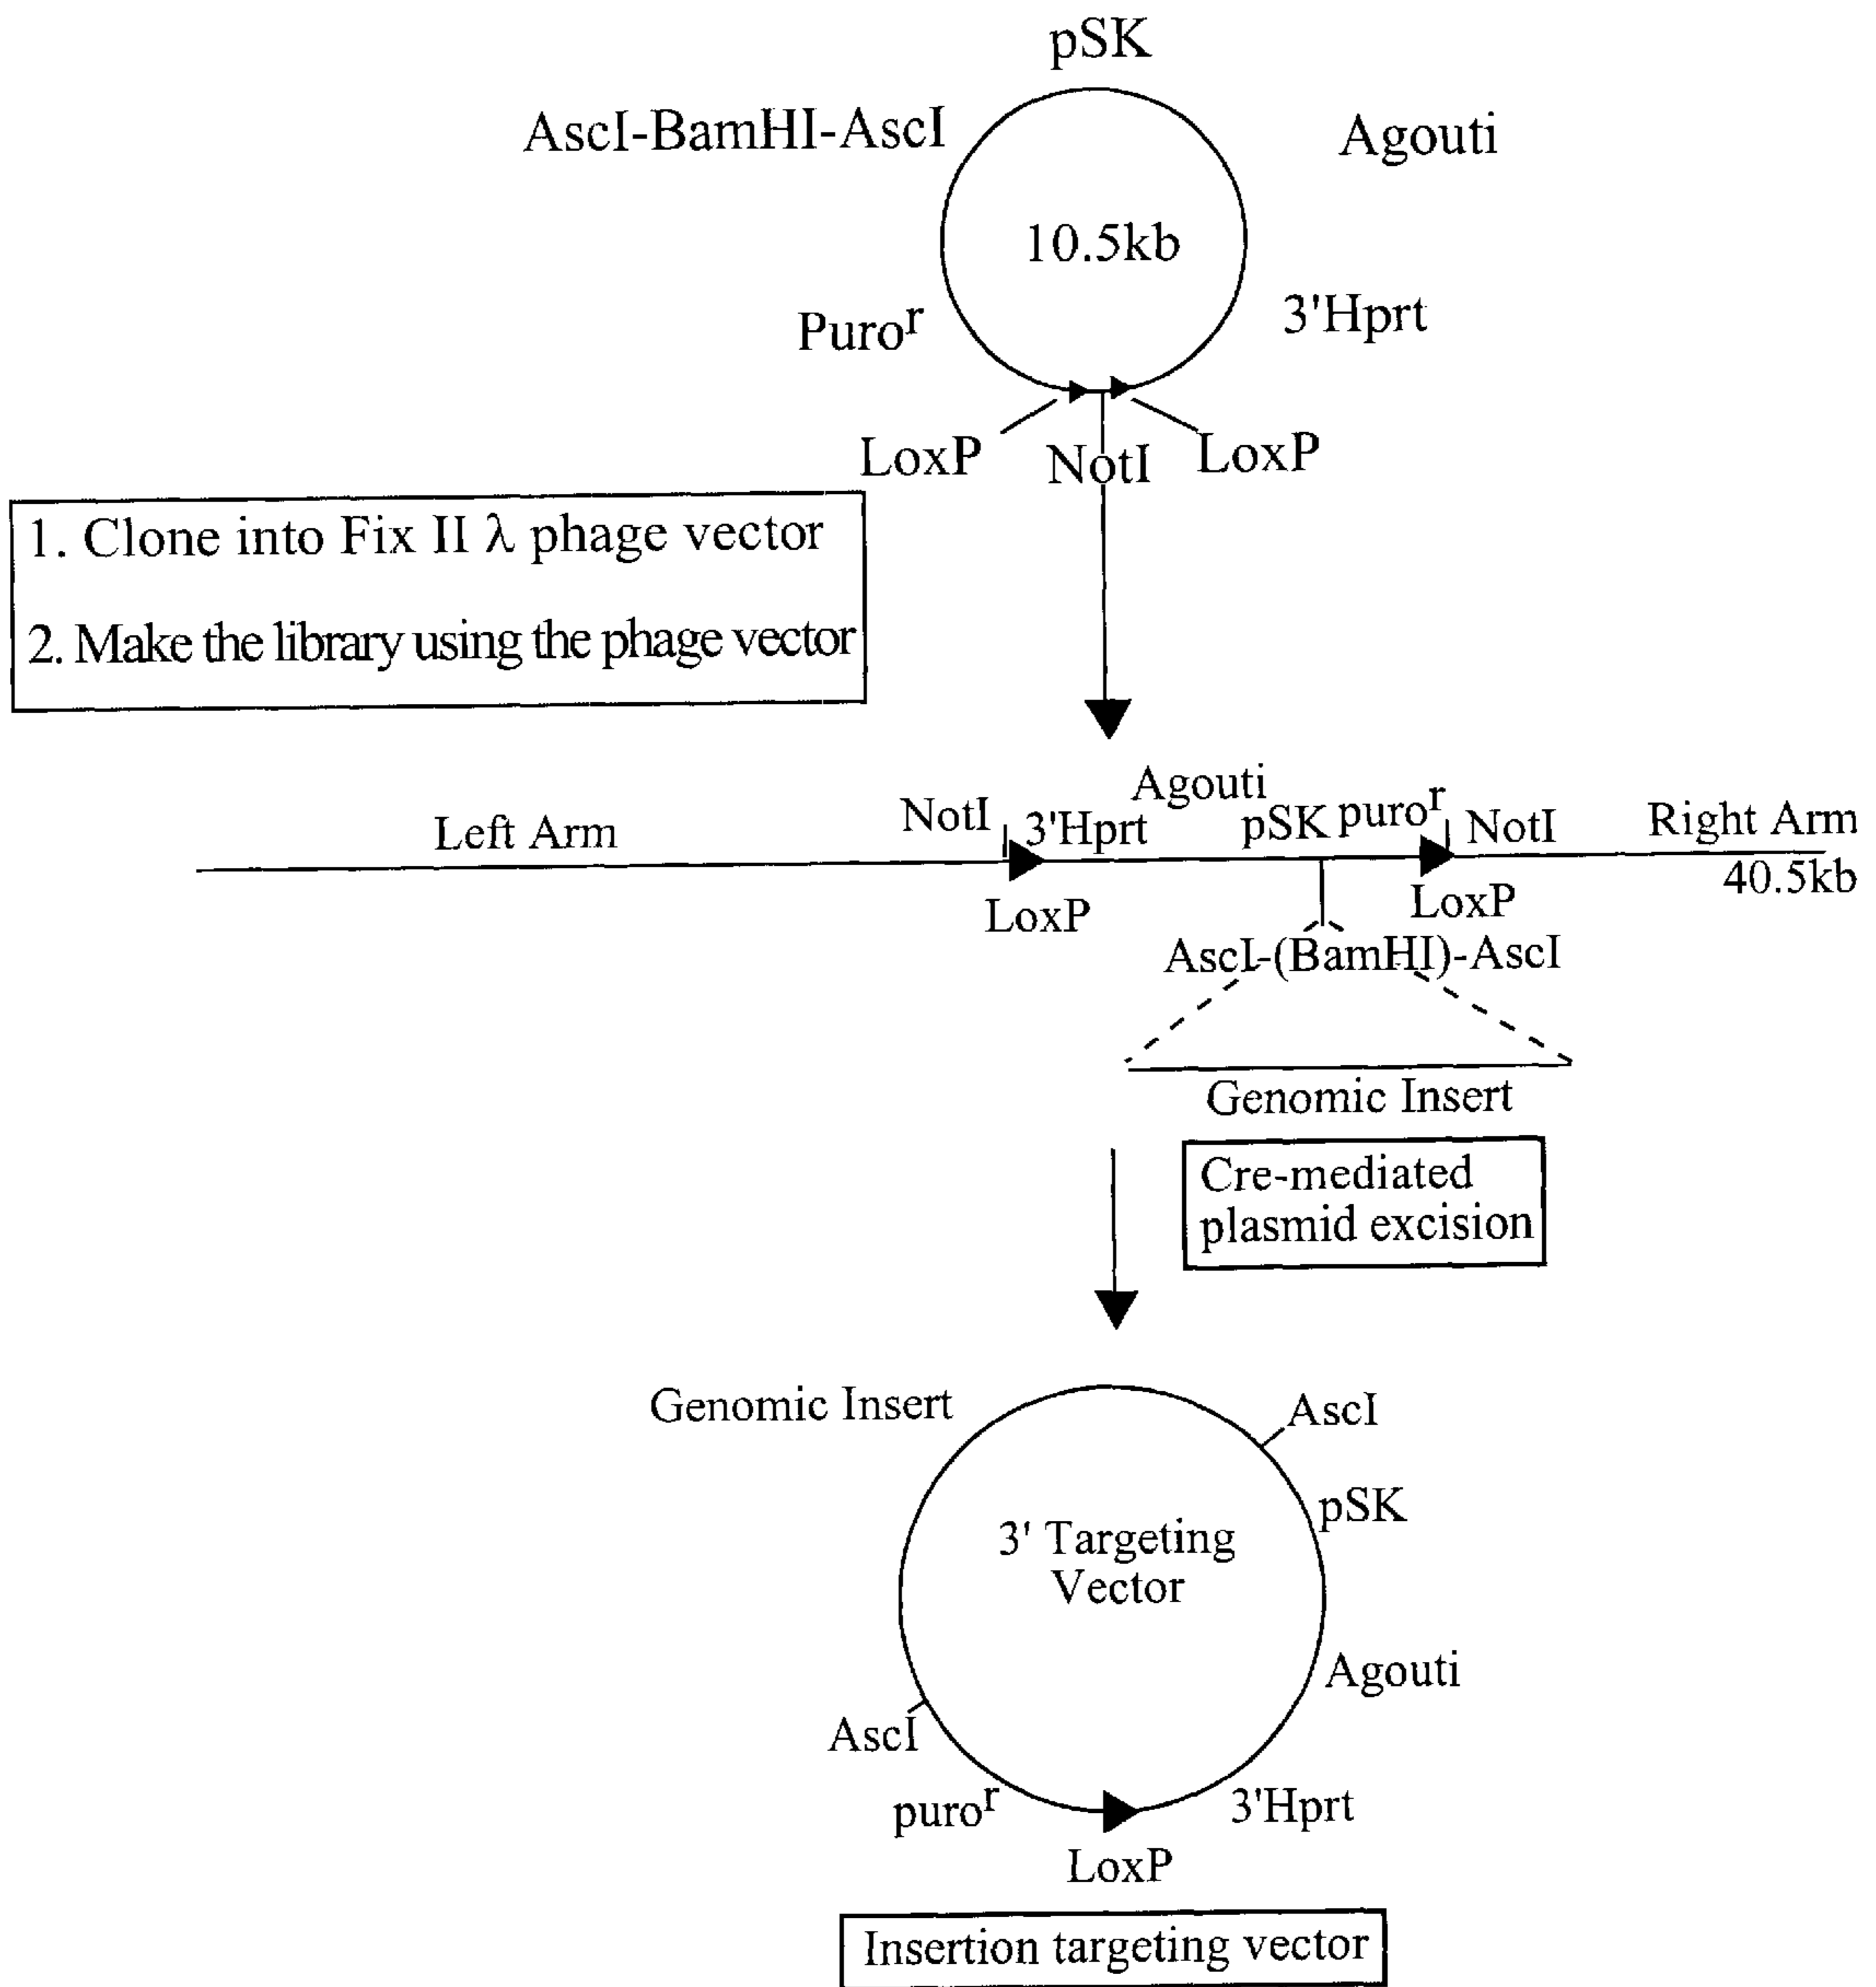 pSK
AscI-BamHI-AscI
Agouti
10.5kb
Puroʳ
3'Hprt
LoxP
NotI
LoxP
1. Clone into Fix II λ phage vector
2. Make the library using the phage vector
Agouti
Left Arm
NotI
3'Hprt
pSK
puroʳ
NotI
Right Arm
40.5kb
LoxP
LoxP
AscI-(BamHI)-AscI
Genomic Insert
Cre-mediated
plasmid excision
Genomic Insert
AscI
pSK
3' Targeting
Vector
Agouti
AscI
puroʳ
3'Hprt
LoxP
Insertion targeting vector